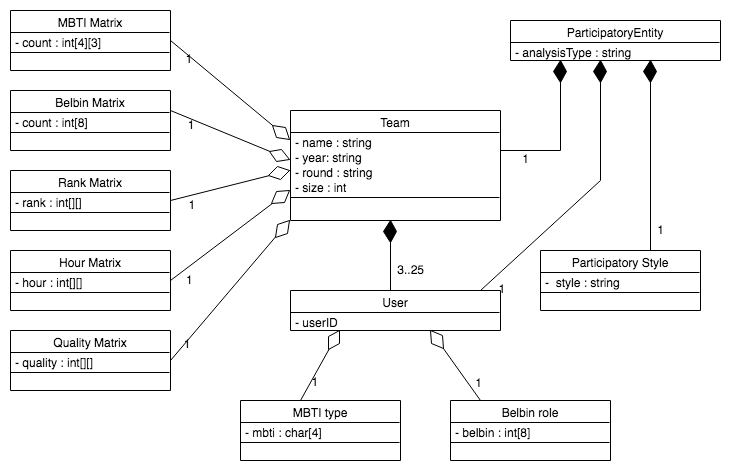 MBTI Matrix
- count : int[4][3]
1
Belbin Matrix
- count : int[8]
1
Rank Matrix
- rank : int[][]
1
Hour Matrix
- hour : int[][]
1
Quality Matrix
- quality : int[][]
1
Team
- name : string
- year: string
- round : string
- size : int
3..25
User
- userID
1
MBTI type
- mbti : char[4]
1
Belbin role
- belbin : int[8]
ParticipatoryEntity
- analysisType : string
1
1
1
Participatory Style
-  style : string